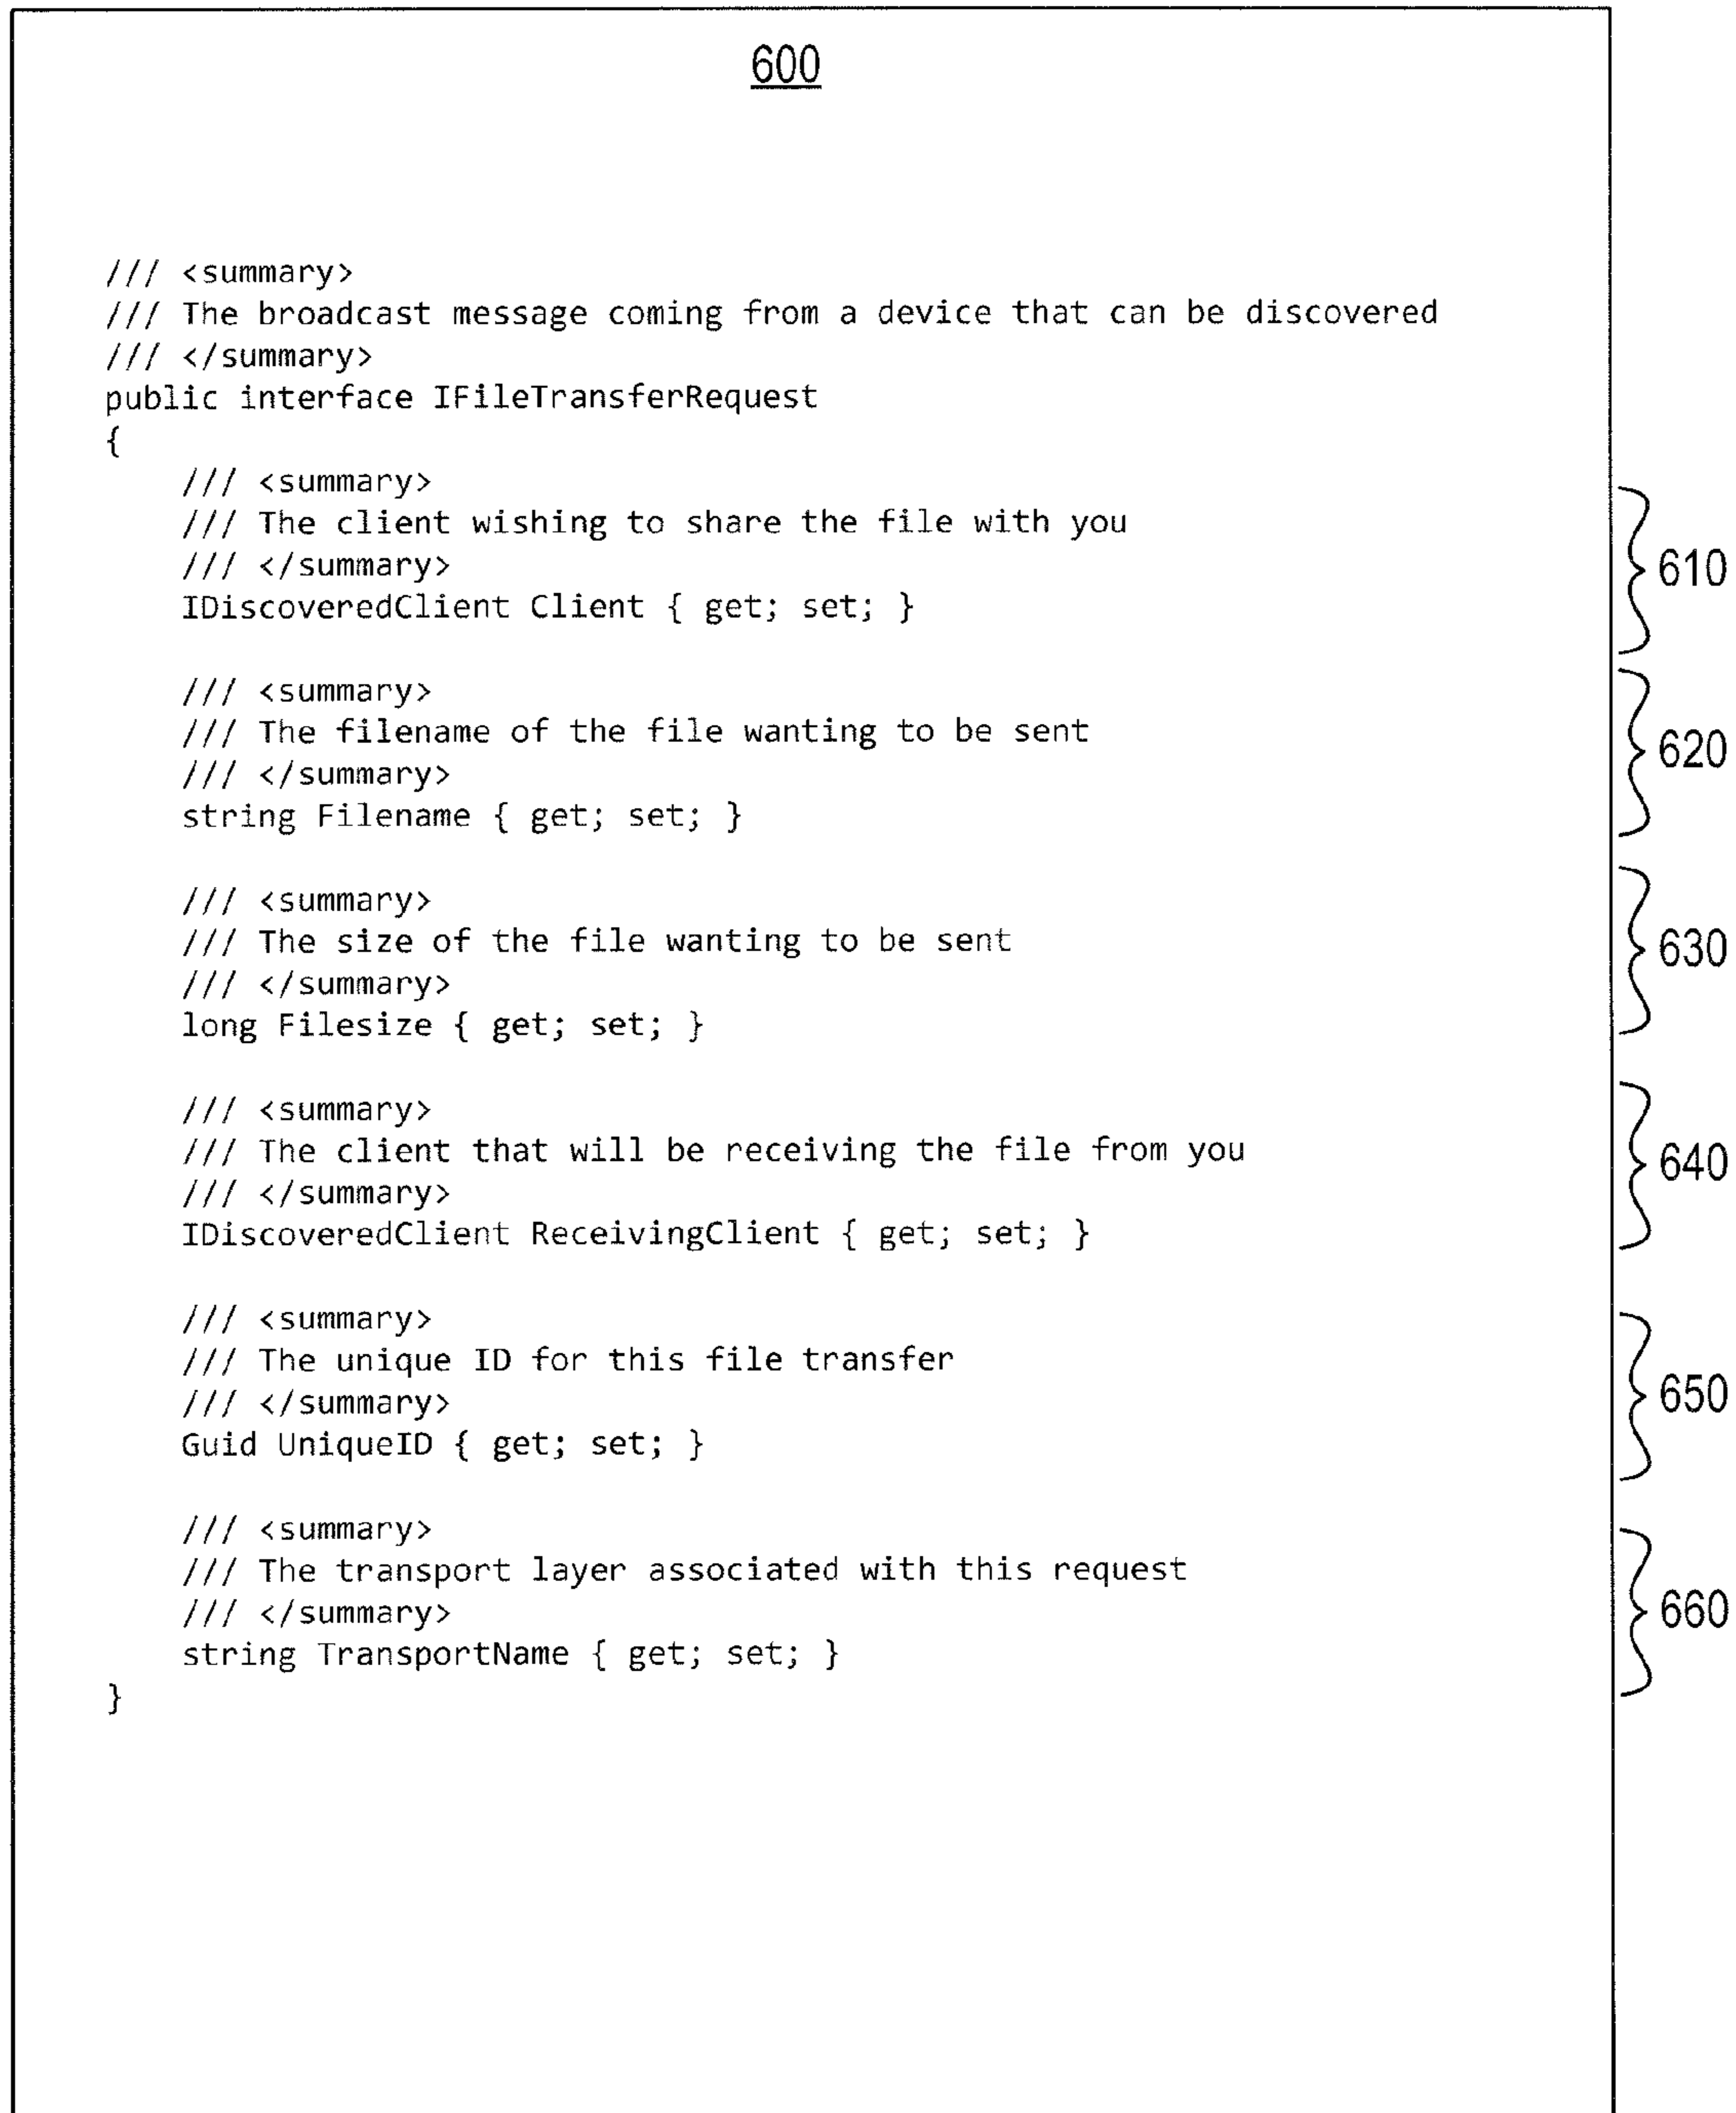 600
/// <summary>
/// The broadcast message coming from a device that can be discovered
/// </summary>
public interface IFileTransferRequest
{
/// <summary>
/// The client wishing to share the file with you
/// </summary>
IDiscoveredClient Client { get; set; }
610
/// <summary>
/// The filename of the file wanting to be sent
/// </summary>
string Filename { get; set; }
620
/// <summary>
/// The size of the file wanting to be sent
/// </summary>
long Filesize { get; set; }
630
/// <summary>
/// The client that will be receiving the file from you
/// </summary>
IDiscoveredClient ReceivingClient { get; set; }
640
/// <summary>
/// The unique ID for this file transfer
/// </summary>
Guid UniqueID { get; set; }
650
/// <summary>
/// The transport layer associated with this request
/// </summary>
string TransportName { get; set; }
660
}